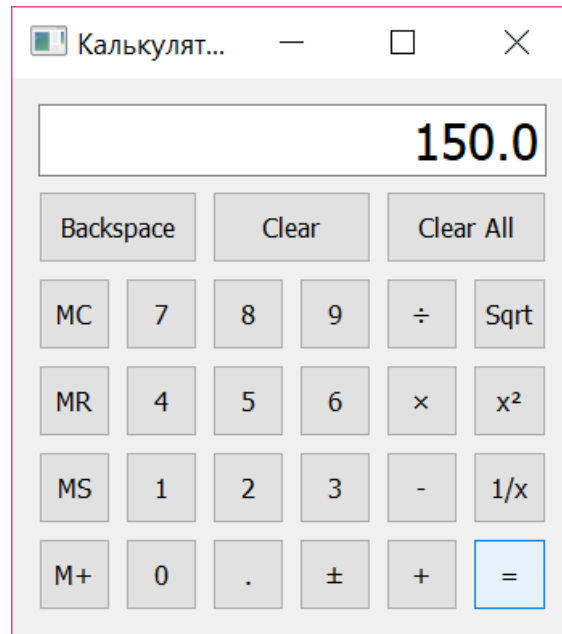 Калькулят...
150.0
Backspace Clear Clear All
MC 7 8 9 ÷ Sqrt
MR 4 5 6 × x²
MS 1 2 3 - 1/x
M+ 0 . ± + =